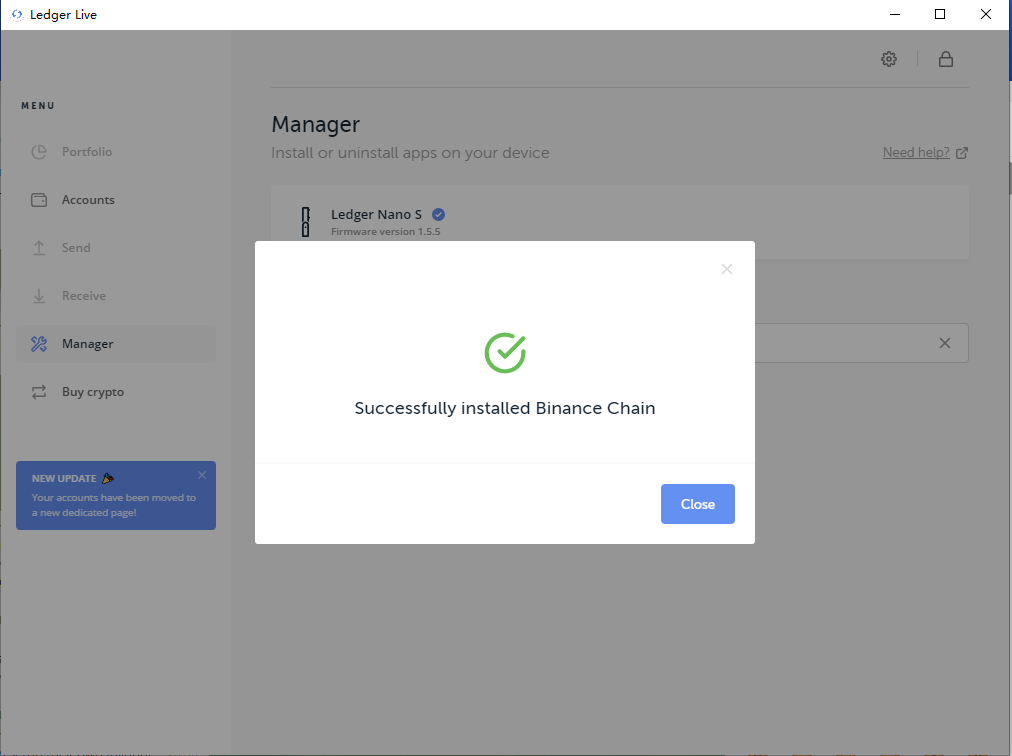 Ledger Live
MENU
Portfolio
Accounts
Send
Receive
Manager
Buy crypto
NEW UPDATE
Your accounts have been moved to
a new dedicated page!
Manager
Install or uninstall apps on your device
Need help?
Ledger Nano S
Firmware version 1.5.5
Successfully installed Binance Chain
Close